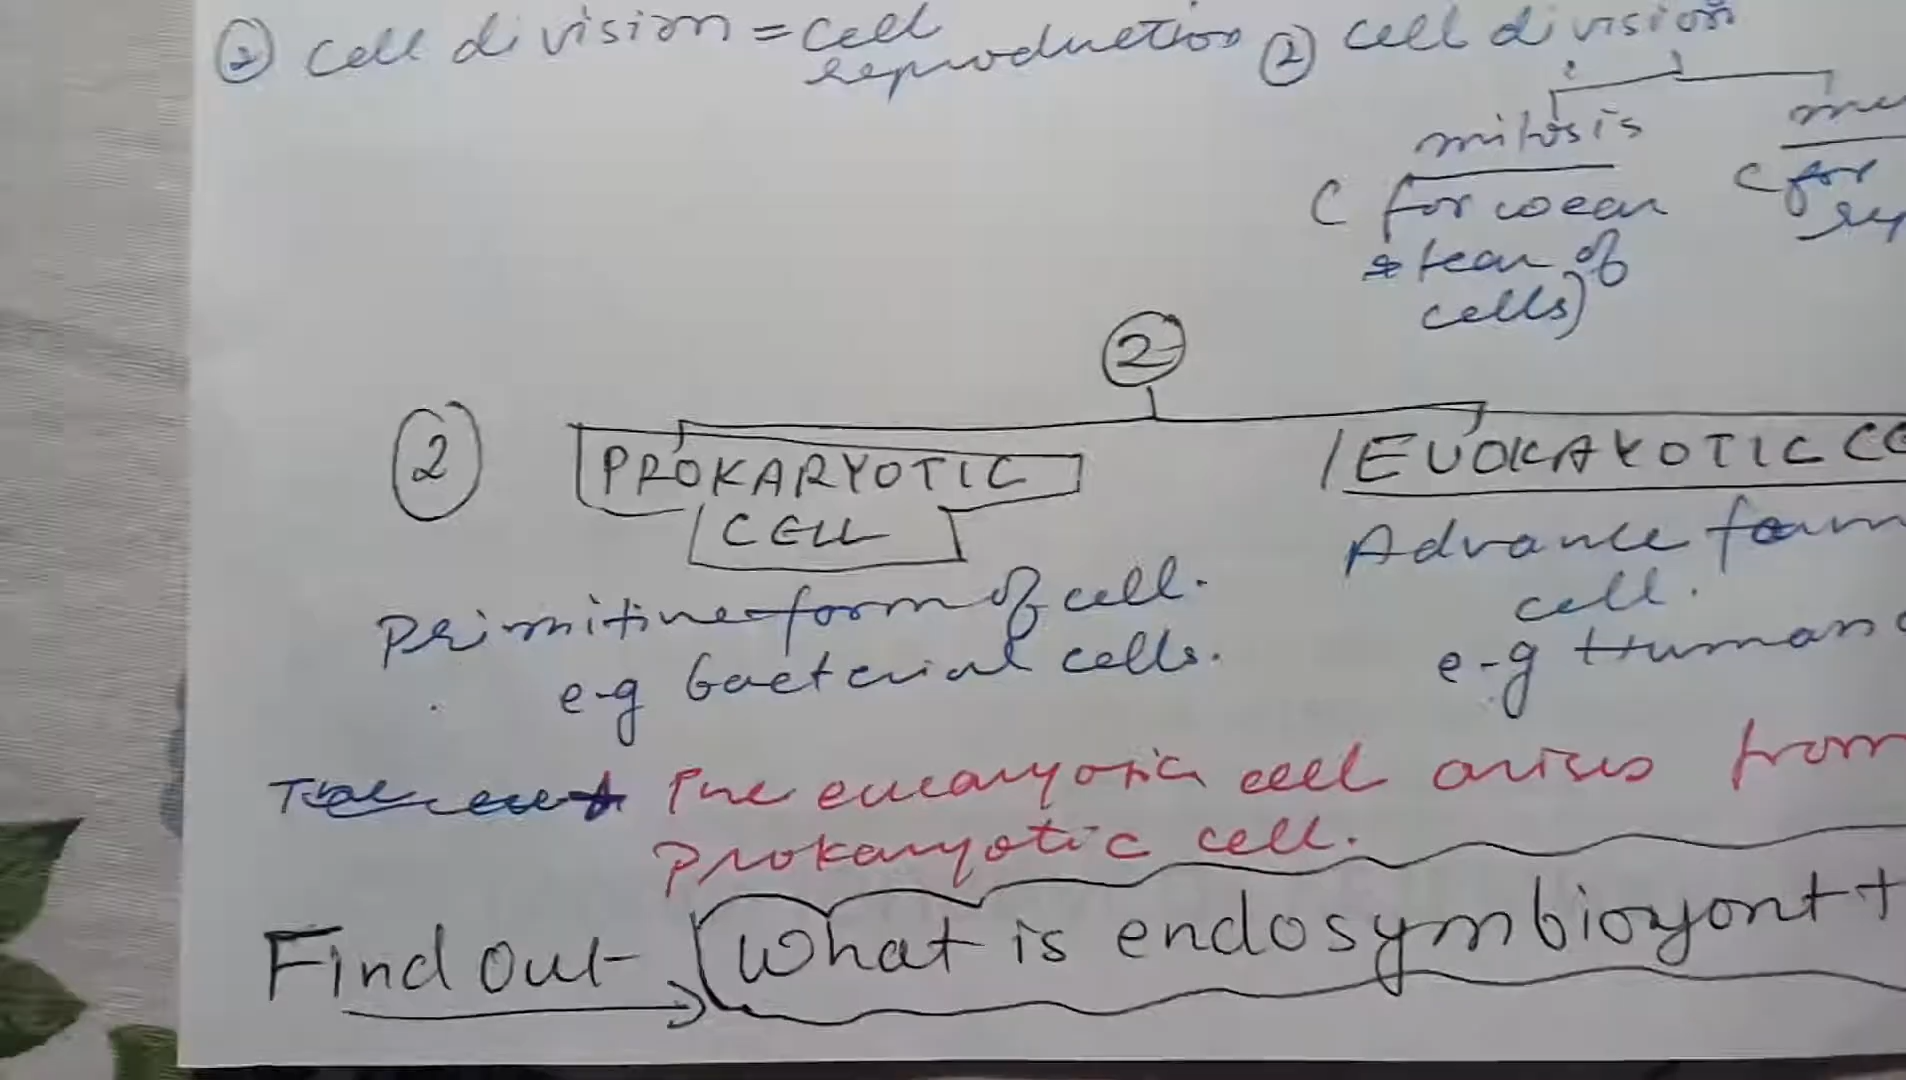 ② cell division = cell reproduction
② cell division
mitosis
( for wear
& tear of
cells)
for
②
② PROKARYOTIC
CELL
EUOKAYOTIC
Primitive form of cell.
e-g bacterial cells.
Advance form
cell.
e-g Human
The eucaryotic cell arises from
prokaryotic cell.
Find out → What is endosymbioyont